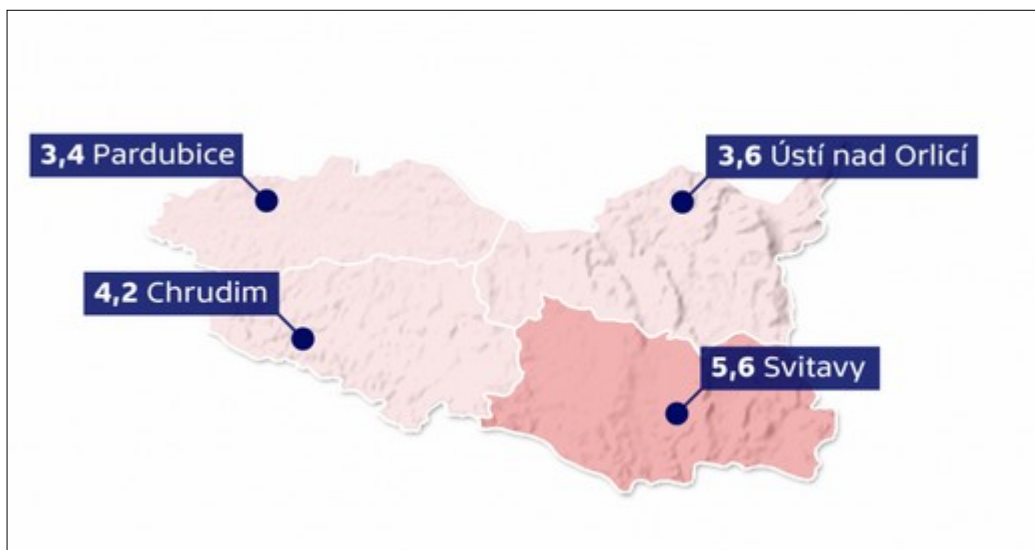 3,4 Pardubice
3,6 Ústí nad Orlicí
4,2 Chrudim
5,6 Svitavy